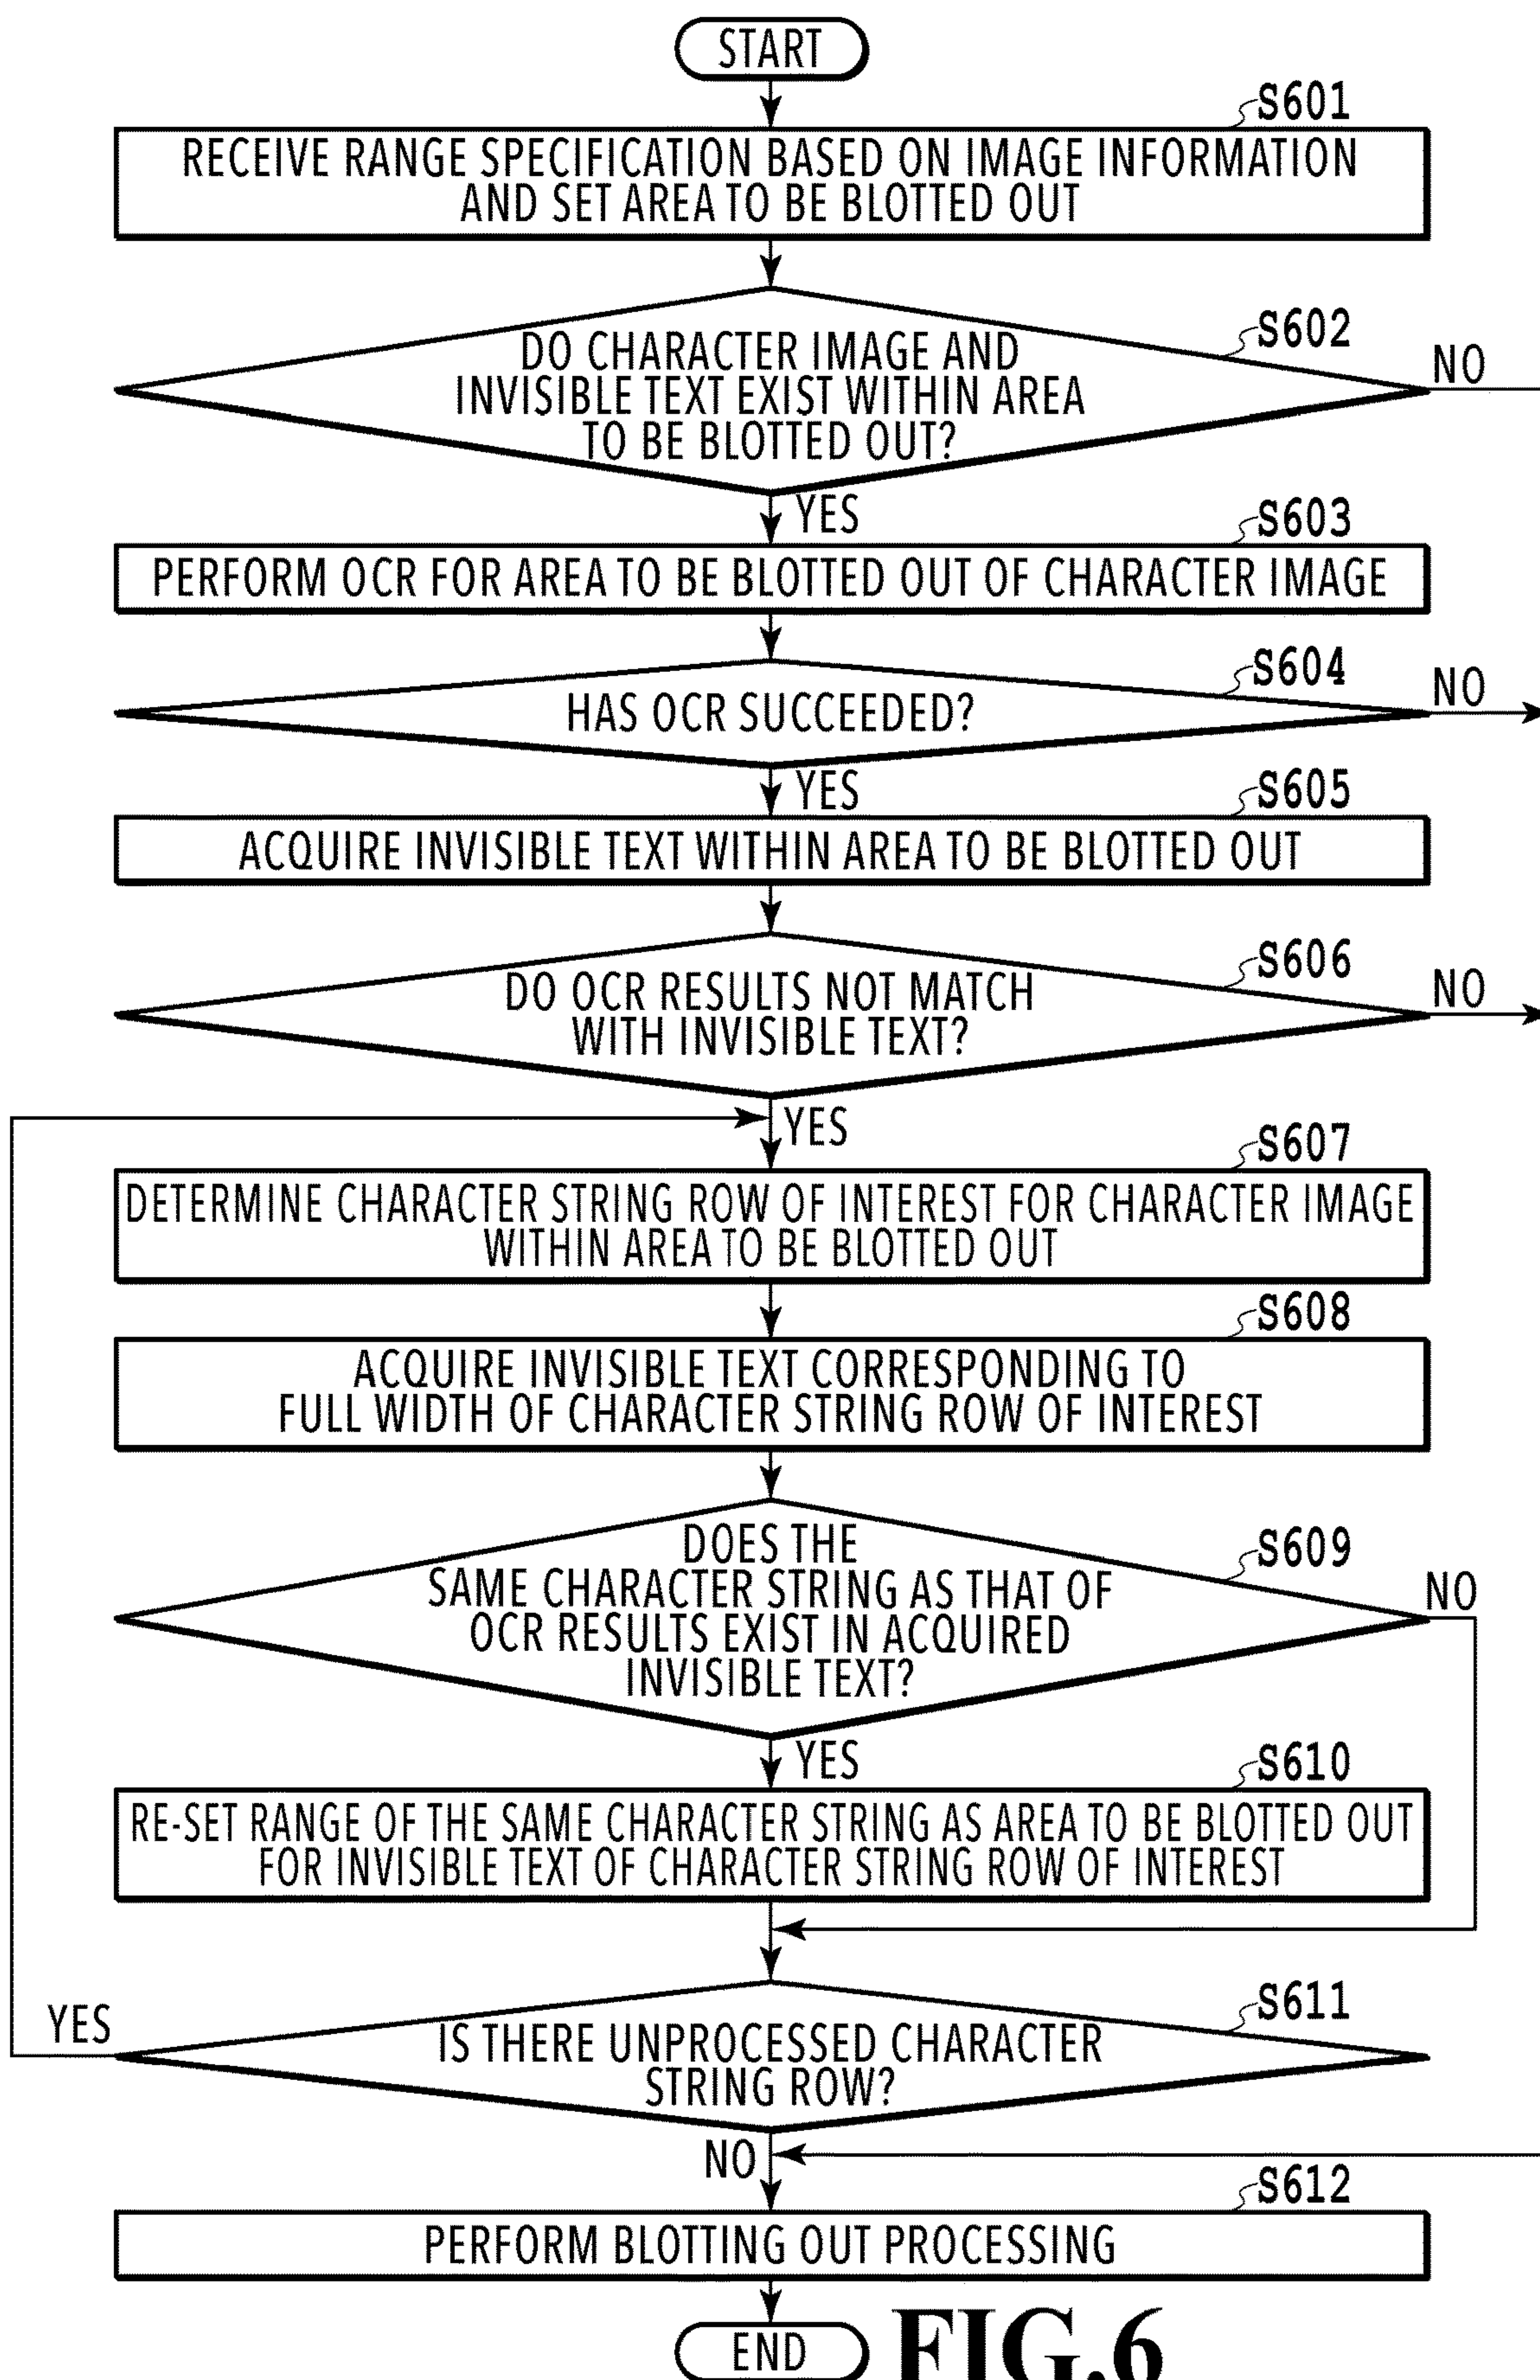 START
S601
RECEIVE RANGE SPECIFICATION BASED ON IMAGE INFORMATION
AND SET AREA TO BE BLOTTED OUT
S602
DO CHARACTER IMAGE AND
INVISIBLE TEXT EXIST WITHIN AREA
TO BE BLOTTED OUT?
NO
YES
S603
PERFORM OCR FOR AREA TO BE BLOTTED OUT OF CHARACTER IMAGE
S604
HAS OCR SUCCEEDED?
NO
YES
S605
ACQUIRE INVISIBLE TEXT WITHIN AREA TO BE BLOTTED OUT
S606
DO OCR RESULTS NOT MATCH
WITH INVISIBLE TEXT?
NO
YES
S607
DETERMINE CHARACTER STRING ROW OF INTEREST FOR CHARACTER IMAGE
WITHIN AREA TO BE BLOTTED OUT
S608
ACQUIRE INVISIBLE TEXT CORRESPONDING TO
FULL WIDTH OF CHARACTER STRING ROW OF INTEREST
S609
DOES THE
SAME CHARACTER STRING AS THAT OF
OCR RESULTS EXIST IN ACQUIRED
INVISIBLE TEXT?
NO
YES
S610
RE-SET RANGE OF THE SAME CHARACTER STRING AS AREA TO BE BLOTTED OUT
FOR INVISIBLE TEXT OF CHARACTER STRING ROW OF INTEREST
S611
YES
IS THERE UNPROCESSED CHARACTER
STRING ROW?
NO
S612
PERFORM BLOTTING OUT PROCESSING
END
FIG.6